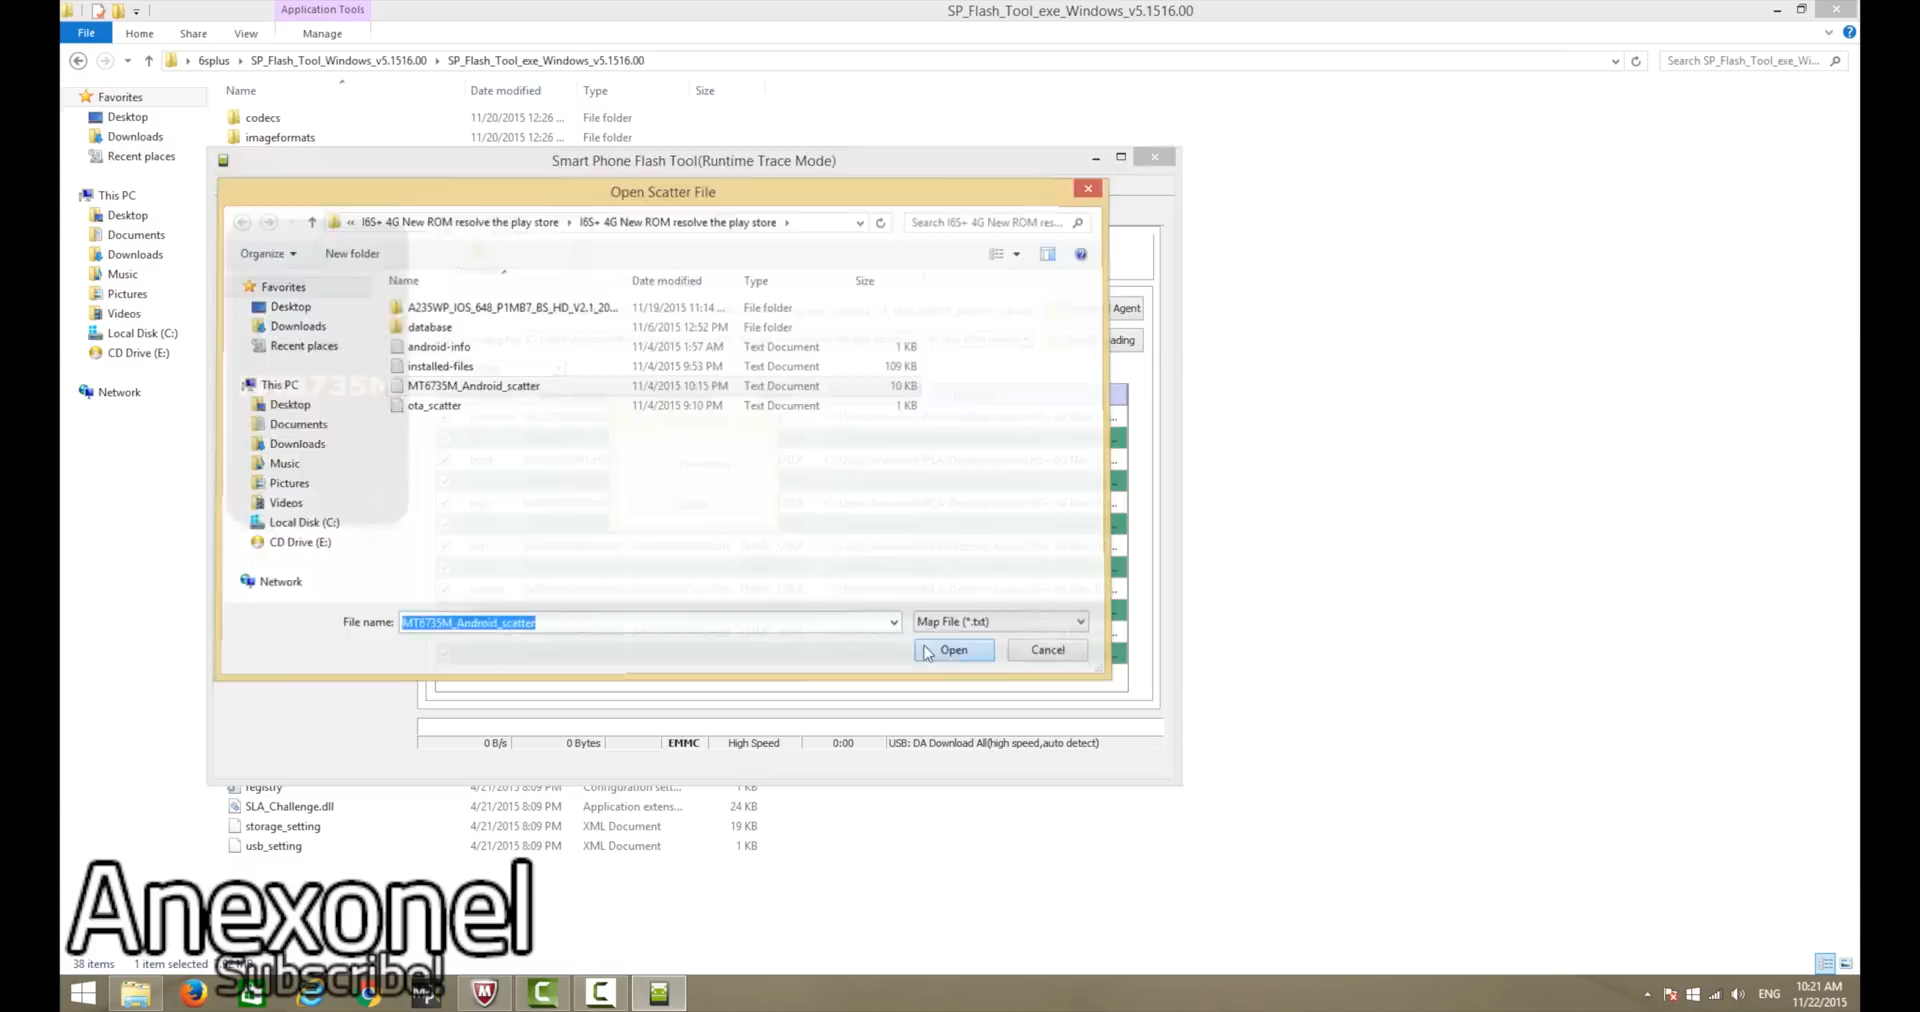 Application Tools
SP_Flash_Tool_exe_Windows_v5.1516.00
File Home Share View Manage
6splus SP_Flash_Tool_Windows_v5.1516.00 SP_Flash_Tool_exe_Windows_v5.1516.00
Search SP_Flash_Tool_exe_Wi...
Name Date modified Type Size
Favorites
Desktop
Downloads
Recent places
This PC
Desktop
Documents
Downloads
Music
Pictures
Videos
Local Disk (C:)
CD Drive (E:)
Network
codecs 11/20/2015 12:26 ... File folder
imageformats 11/20/2015 12:26 ... File folder
Smart Phone Flash Tool(Runtime Trace Mode)
Open Scatter File
« I6S+ 4G New ROM resolve the play store I6S+ 4G New ROM resolve the play store
Search I6S+ 4G New ROM res...
Organize New folder
Name Date modified Type Size
Favorites
Desktop
Downloads
Recent places
This PC
Desktop
Documents
Downloads
Music
Pictures
Videos
Local Disk (C:)
CD Drive (E:)
Network
A235WP_IOS_648_P1MB7_BS_HD_V2.1_20... 11/19/2015 11:14 ... File folder
database 11/6/2015 12:52 PM File folder
android-info 11/4/2015 1:57 AM Text Document 1 KB
installed-files 11/4/2015 9:53 PM Text Document 109 KB
MT6735M_Android_scatter 11/4/2015 10:15 PM Text Document 10 KB
ota_scatter 11/4/2015 9:10 PM Text Document 1 KB
Agent
ading
File name: MT6735M_Android_scatter Map File (*.txt)
Open Cancel
0 B/s 0 Bytes EMMC High Speed 0:00 USB: DA Download All(high speed,auto detect)
registry 4/21/2015 8:09 PM Configuration sett... 1 KB
SLA_Challenge.dll 4/21/2015 8:09 PM Application extens... 24 KB
storage_setting 4/21/2015 8:09 PM XML Document 19 KB
usb_setting 4/21/2015 8:09 PM XML Document 1 KB
Anexonel
Subscribe!
38 items 1 item selected
ENG
10:21 AM
11/22/2015